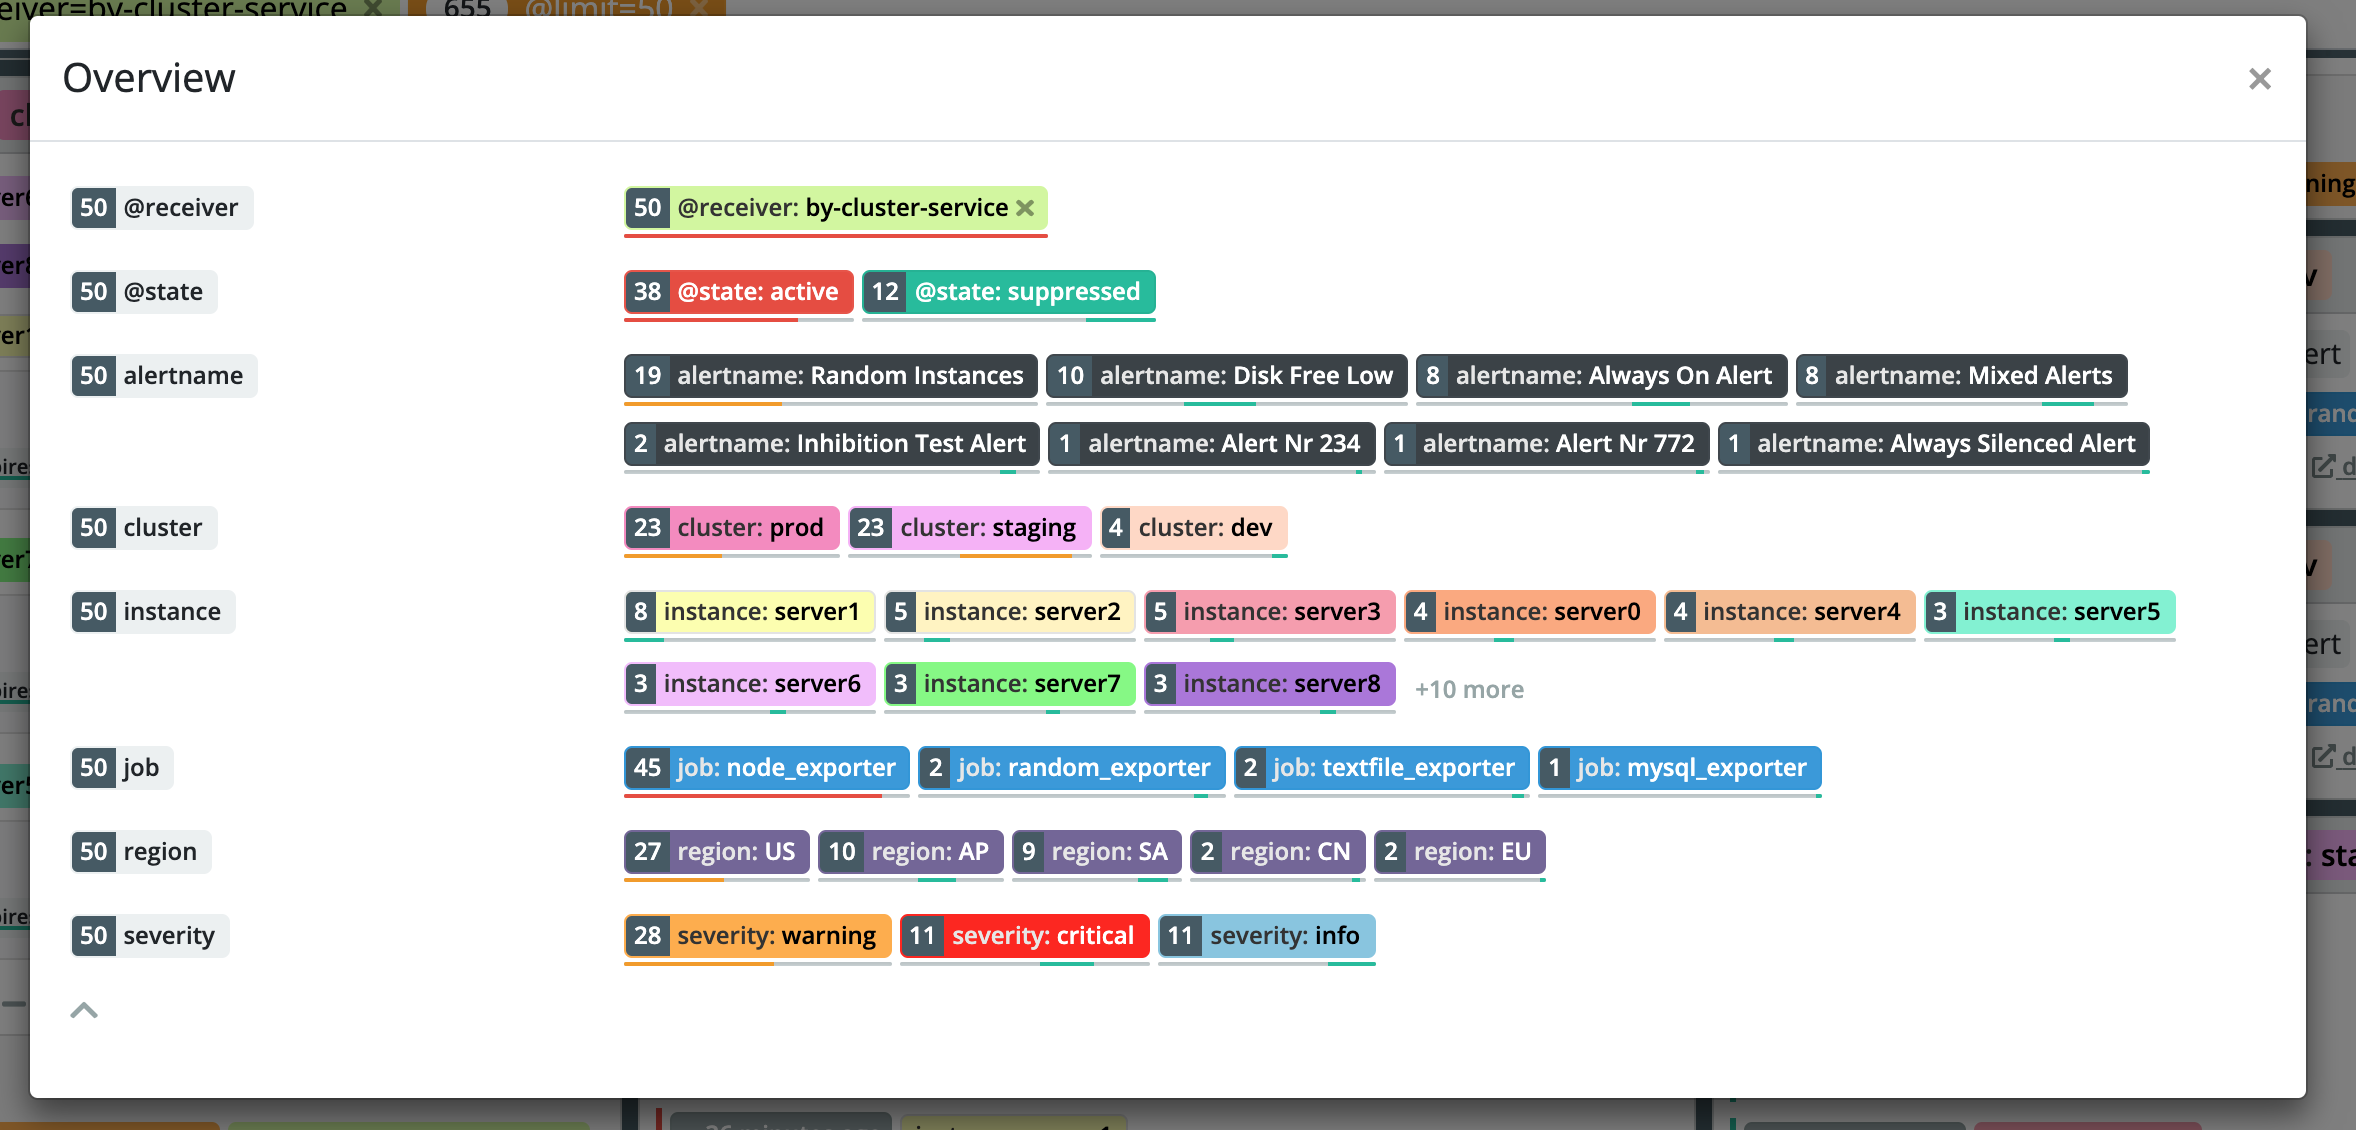 eiver=by-cluster-service × 655 @limit=50 ×
Overview ×
50 @receiver 50 @receiver: by-cluster-service ×
50 @state 38 @state: active 12 @state: suppressed
50 alertname 19 alertname: Random Instances 10 alertname: Disk Free Low 8 alertname: Always On Alert 8 alertname: Mixed Alerts
2 alertname: Inhibition Test Alert 1 alertname: Alert Nr 234 1 alertname: Alert Nr 772 1 alertname: Always Silenced Alert
50 cluster 23 cluster: prod 23 cluster: staging 4 cluster: dev
50 instance 8 instance: server1 5 instance: server2 5 instance: server3 4 instance: server0 4 instance: server4 3 instance: server5
3 instance: server6 3 instance: server7 3 instance: server8 +10 more
50 job 45 job: node_exporter 2 job: random_exporter 2 job: textfile_exporter 1 job: mysql_exporter
50 region 27 region: US 10 region: AP 9 region: SA 2 region: CN 2 region: EU
50 severity 28 severity: warning 11 severity: critical 11 severity: info